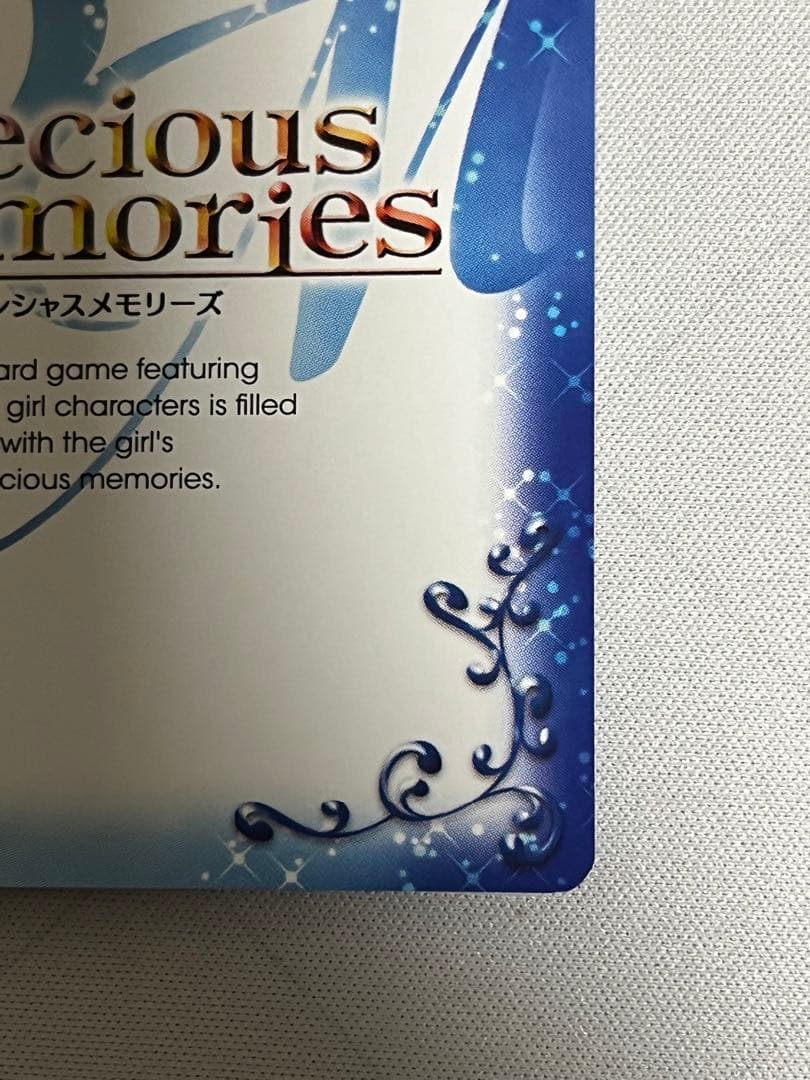 ecious
mories
シャスメモリーズ
ard game featuring
girl characters is filled
with the girl's
cious memories.